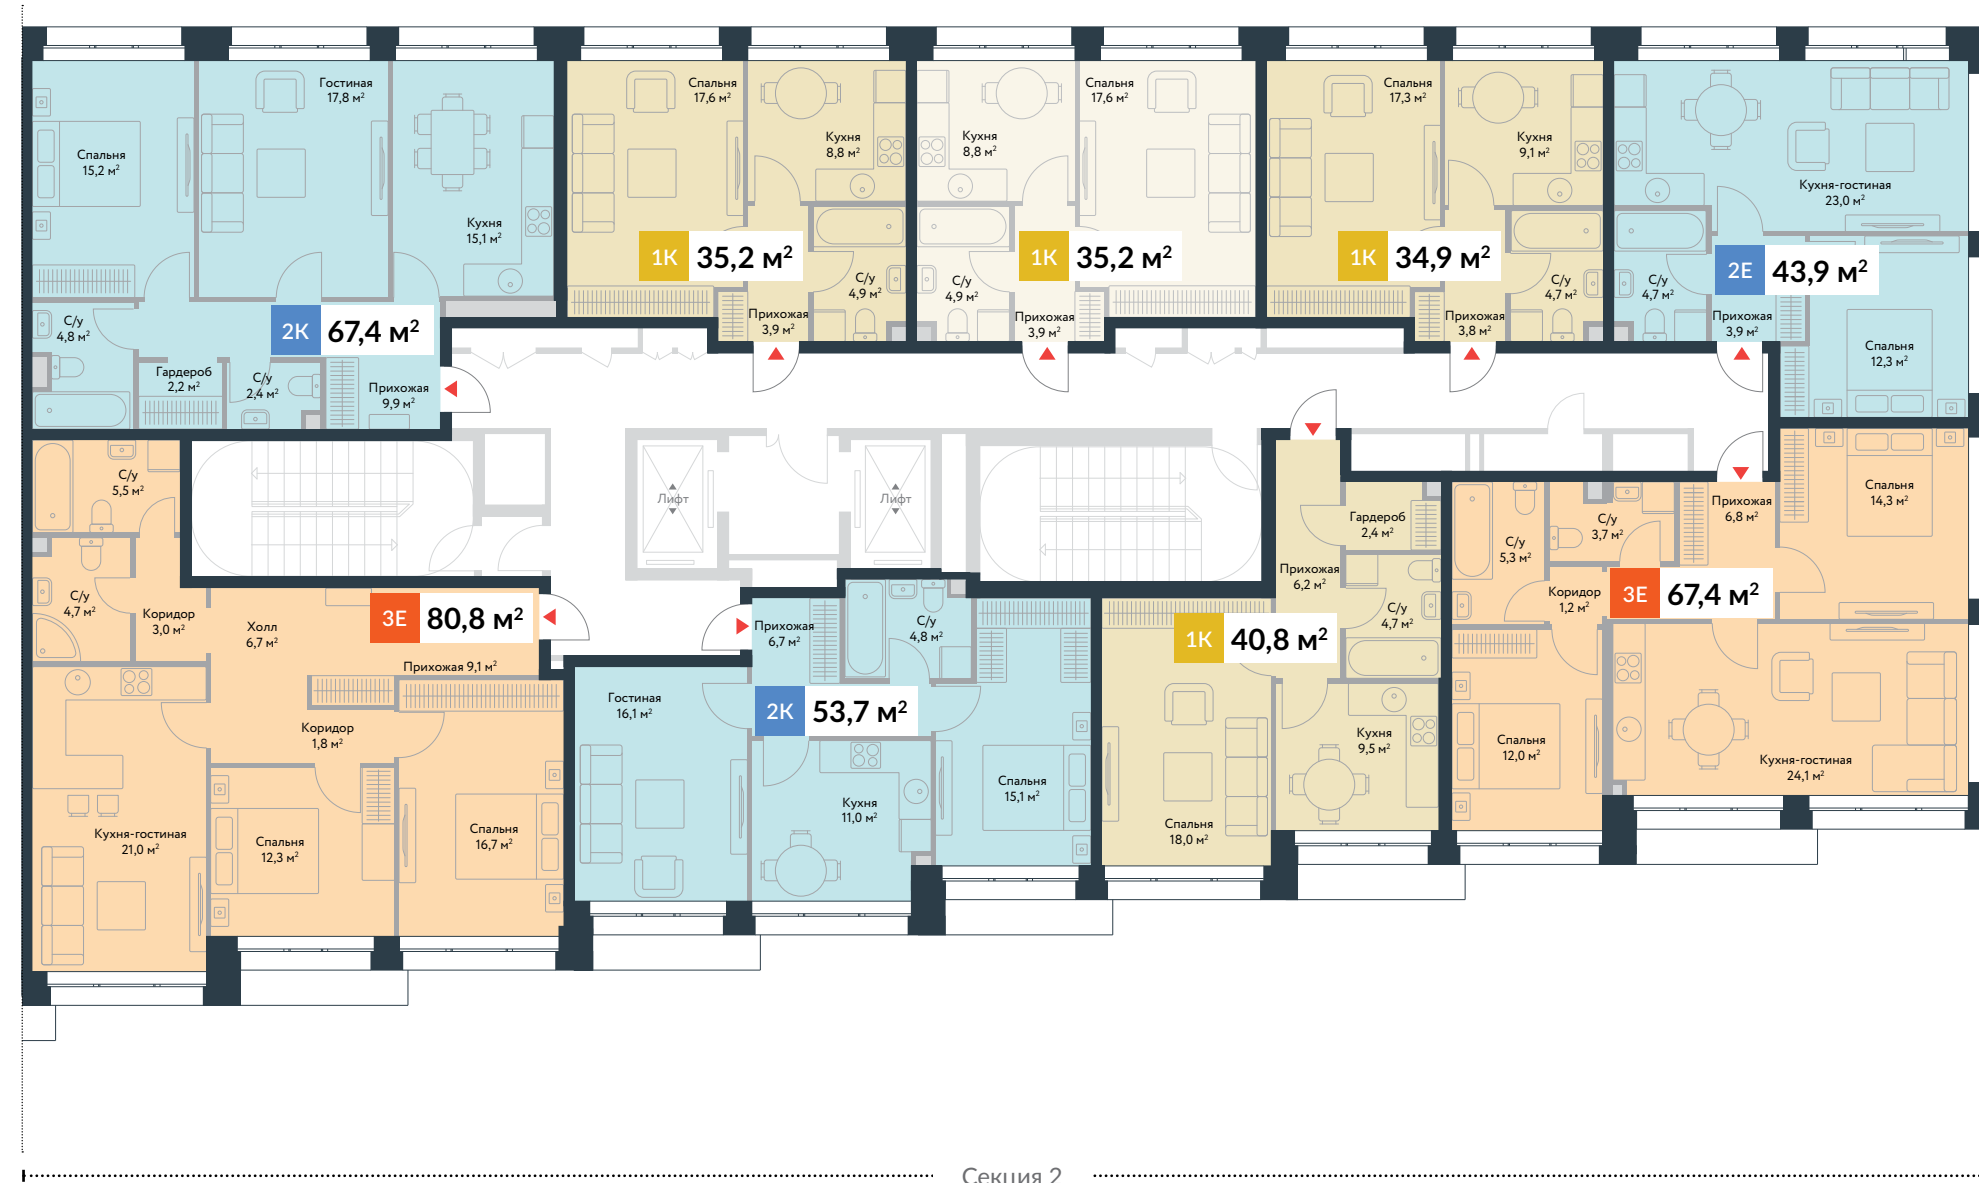 Спальня
15,2 м²
Гостиная
17,8 м²
Кухня
15,1 м²
С/у
4,8 м²
Гардероб
2,2 м²
С/у
2,4 м²
Прихожая
9,9 м²
2К 67,4 м²
Спальня
17,6 м²
Кухня
8,8 м²
С/у
4,9 м²
Прихожая
3,9 м²
1К 35,2 м²
Кухня
8,8 м²
Спальня
17,6 м²
С/у
4,9 м²
Прихожая
3,9 м²
1К 35,2 м²
Спальня
17,3 м²
Кухня
9,1 м²
С/у
4,7 м²
Прихожая
3,8 м²
1К 34,9 м²
Кухня-гостиная
23,0 м²
С/у
4,7 м²
Прихожая
3,9 м²
Спальня
12,3 м²
2Е 43,9 м²
С/у
5,5 м²
С/у
4,7 м²
Коридор
3,0 м²
Холл
6,7 м²
3Е 80,8 м²
Прихожая 9,1 м²
Коридор
1,8 м²
Кухня-гостиная
21,0 м²
Спальня
12,3 м²
Спальня
16,7 м²
Лифт
Лифт
Прихожая
6,7 м²
С/у
4,8 м²
Гостиная
16,1 м²
2К 53,7 м²
Кухня
11,0 м²
Спальня
15,1 м²
Гардероб
2,4 м²
Прихожая
6,2 м²
С/у
4,7 м²
1К 40,8 м²
Спальня
18,0 м²
Кухня
9,5 м²
С/у
5,3 м²
С/у
3,7 м²
Прихожая
6,8 м²
Спальня
14,3 м²
Коридор
1,2 м²
3Е 67,4 м²
Спальня
12,0 м²
Кухня-гостиная
24,1 м²
Секция 2